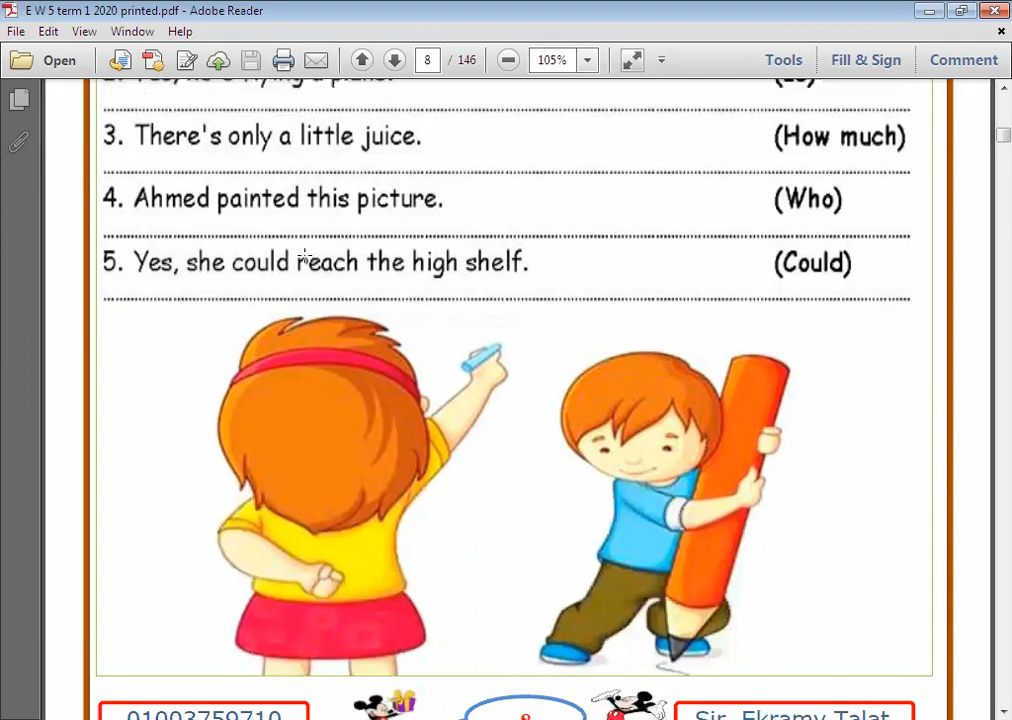 E W 5 term 1 2020 printed.pdf - Adobe Reader
File Edit View Window Help
Open 8 / 146 105% Tools Fill & Sign Comment
3. There's only a little juice. (How much)
4. Ahmed painted this picture. (Who)
5. Yes, she could reach the high shelf. (Could)
01003759710 8 Sir. Ekramy Talat